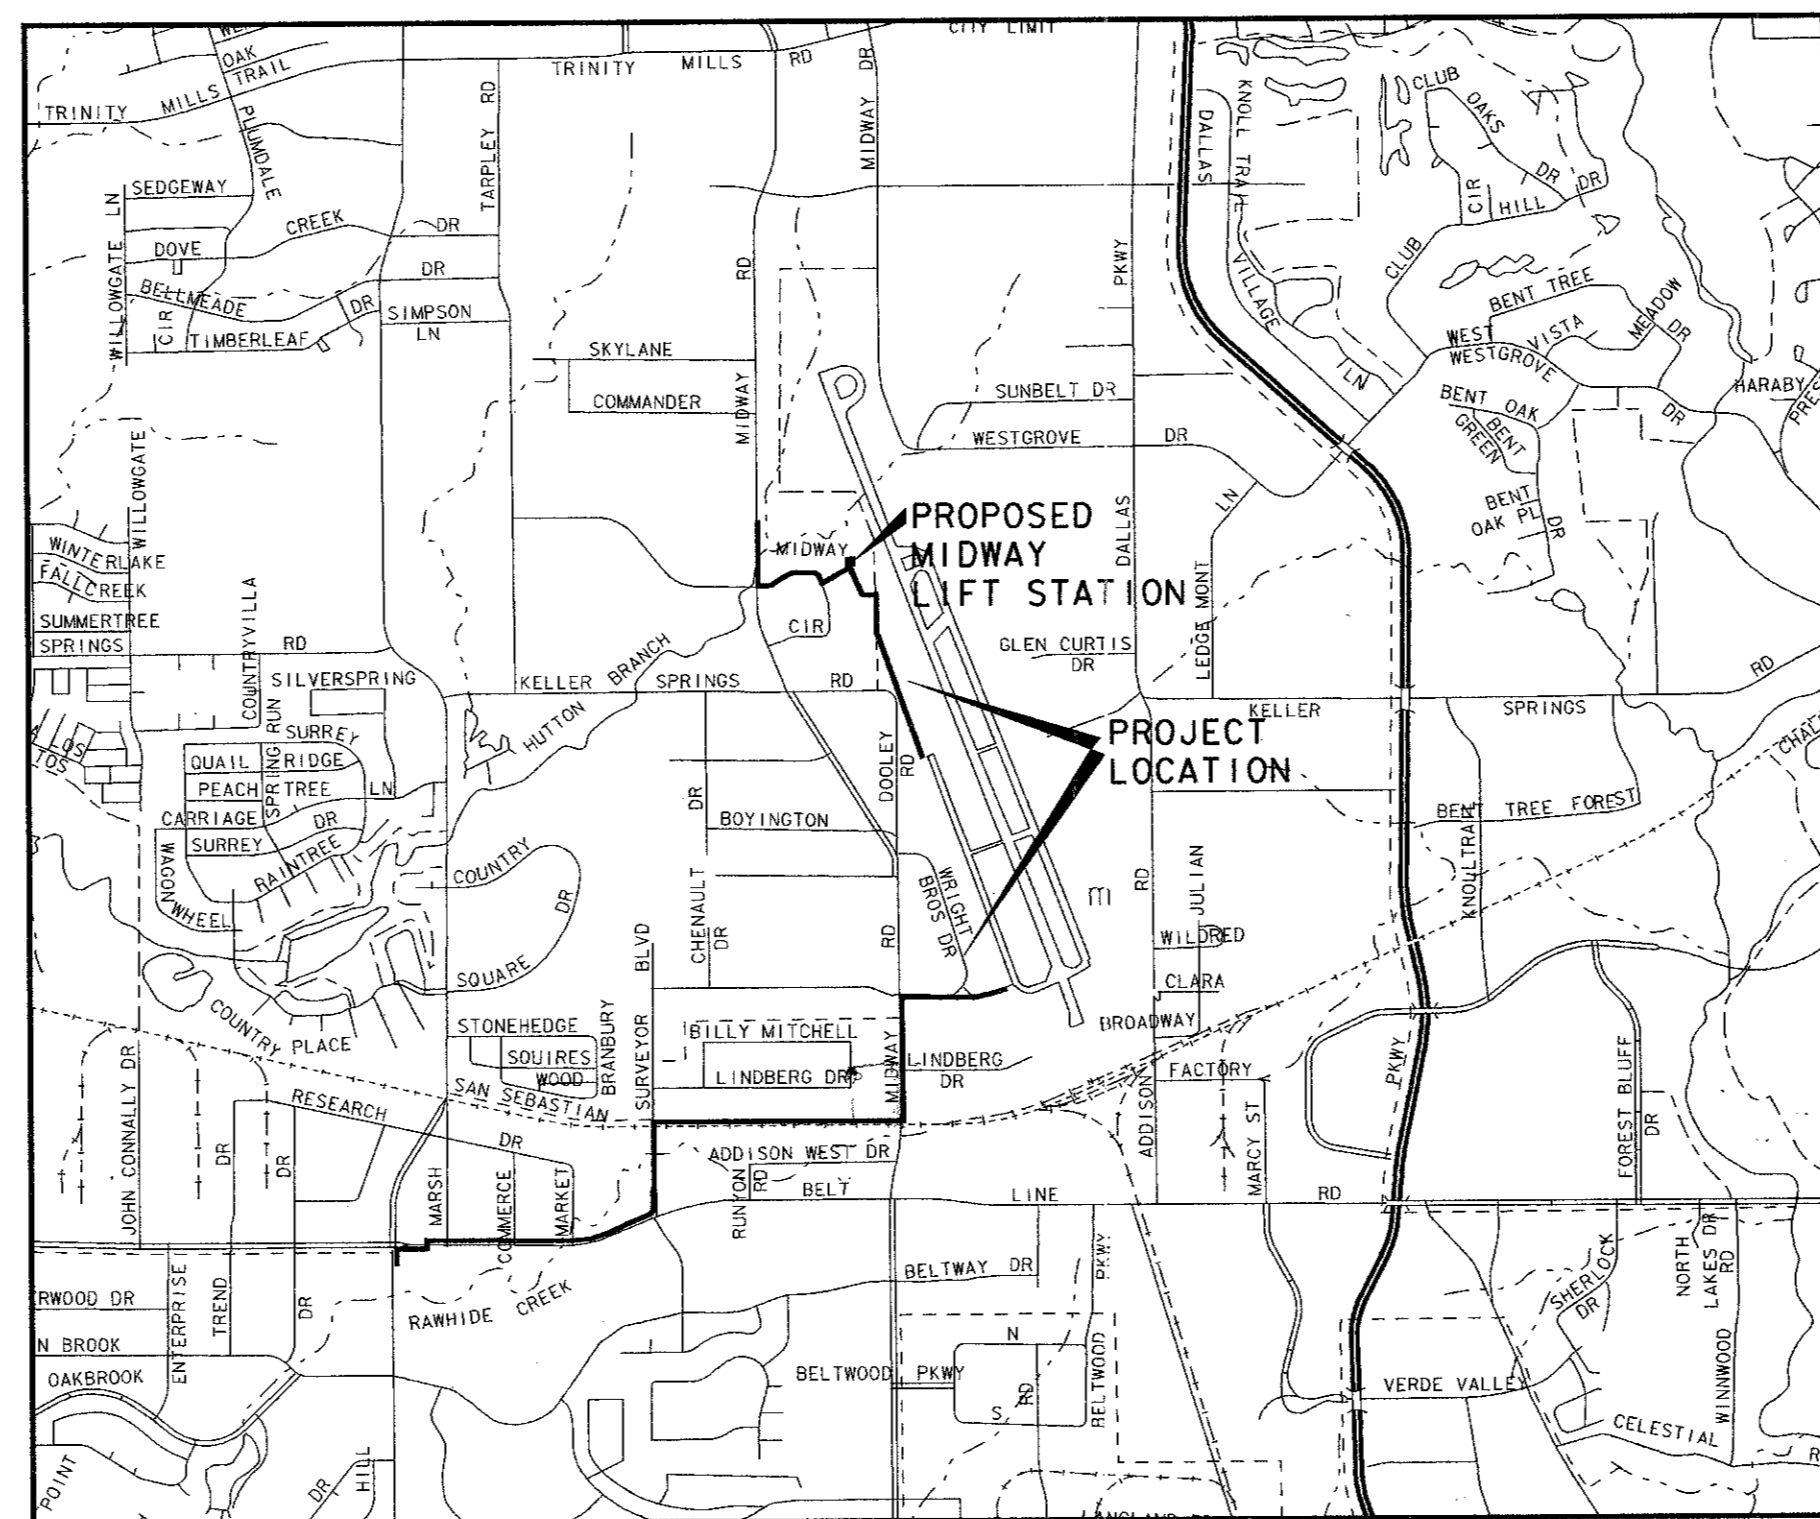 CITY LIMIT
OAK
TRAIL
TRINITY MILLS
TRINITY MILLS RD
TARPLEY RD
MIDWAY DR
PLUMDALE
KNOLL TRAIL
DALLAS
PKWY
VILLAGE
LN
CLUB
OAKS
DR
DR
CIR
HILL
CLUB
BENT TREE
MEADOW
DR
WEST
VISTA
WESTGROVE
DR
HARABY
BENT OAK
BENT
GREEN
BENT
OAK PL
DR
WILLOWGATE LN
SEDGEWAY
CREEK
DR
DOVE
DR
BELLMEADE
DR
CIR
TIMBERLEAF
SIMPSON
LN
RD
MIDWAY
SKYLANE
COMMANDER
SUNBELT DR
WESTGROVE DR
LN
DALLAS
WILLOWGATE
WINTERLAKE
FALLCREEK
SUMMERTREE
SPRINGS RD
COUNTRYVILLA
PROPOSED
MIDWAY
LIFT STATION
MIDWAY
CIR
GLEN CURTIS
DR
LEDGE MONT
SILVERSPRING
KELLER SPRINGS RD
HUTTON BRANCH
KELLER SPRINGS
RD
PROJECT
LOCATION
SPRING RUN
SURREY
QUAIL RIDGE
PEACH TREE LN
CARRIAGE DR
SURREY
RAINTREE
WAGON
WHEEL
COUNTRY
SQUARE
DR
DR
CHENAULT
DR
BOYINGTON
DOOLEY
RD
RD
WRIGHT
BROS DR
BENT TREE FOREST
KNOLLTRAIL
RD
JULIAN
WILDRED
CLARA
BROADWAY
FACTORY
ADDISON
MARCY ST
PKWY
FOREST BLUFF
DR
COUNTRY PLACE
JOHN CONNALLY DR
STONEHEDGE
SQUIRES
WOOD
BRANBURY
SURVEYOR BLVD
BILLY MITCHELL
LINDBERG DR
MIDWAY
LINDBERG
DR
SAN SEBASTIAN
RESEARCH
DR
DR
DR
MARSH
COMMERCE
MARKET
ADDISON WEST DR
RUNYON
RD
BELT LINE RD
RWOOD DR
N BROOK
OAKBROOK
ENTERPRISE
TREND
DR
RAWHIDE CREEK
BELTWAY DR
PKWY
BELTWOOD PKWY
N
S
RD
BELTWOOD
SHERLOCK
DR
NORTH
LAKES DR
RD
WINNWOOD
VERDE VALLEY
CELESTIAL
POINT
DR
HILL